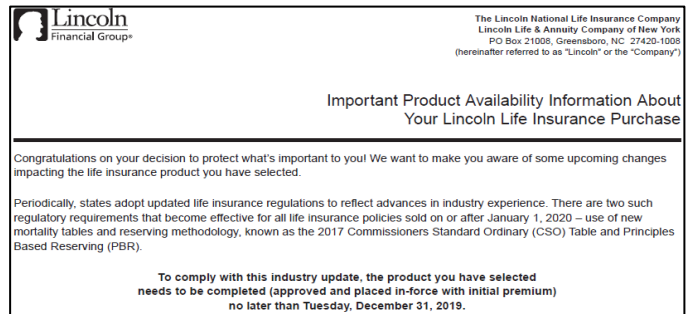 Lincoln
Financial Group®
The Lincoln National Life Insurance Company
Lincoln Life & Annuity Company of New York
PO Box 21008, Greensboro, NC 27420-1008
(hereinafter referred to as "Lincoln" or the "Company")
Important Product Availability Information About
Your Lincoln Life Insurance Purchase
Congratulations on your decision to protect what's important to you! We want to make you aware of some upcoming changes
impacting the life insurance product you have selected.
Periodically, states adopt updated life insurance regulations to reflect advances in industry experience. There are two such
regulatory requirements that become effective for all life insurance policies sold on or after January 1, 2020 – use of new
mortality tables and reserving methodology, known as the 2017 Commissioners Standard Ordinary (CSO) Table and Principles
Based Reserving (PBR).
To comply with this industry update, the product you have selected
needs to be completed (approved and placed in-force with initial premium)
no later than Tuesday, December 31, 2019.